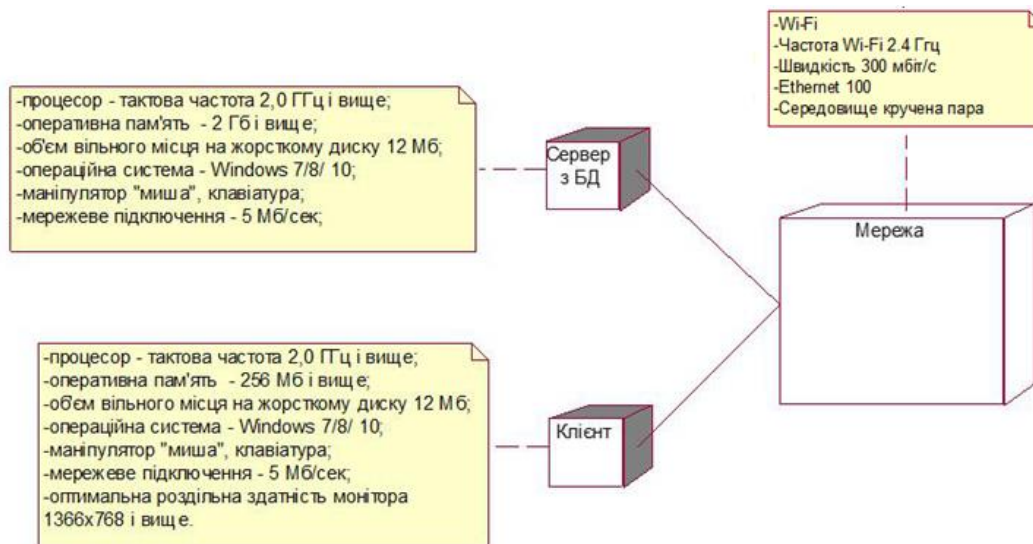 -Wi-Fi
-Частота Wi-Fi 2.4 Ггц
-Швидкість 300 мбіт/с
-Ethernet 100
-Середовище кручена пара
-процесор - тактова частота 2,0 ГГц і вище;
-оперативна пам'ять - 2 Гб і вище;
-об'єм вільного місця на жорсткому диску 12 Мб;
-операційна система - Windows 7/8/ 10;
-маніпулятор "миша", клавіатура;
-мережеве підключення - 5 Мб/сек;
Сервер
з БД
Мережа
-процесор - тактова частота 2,0 ГГц і вище;
-оперативна пам'ять - 256 Мб і вище;
-об'єм вільного місця на жорсткому диску 12 Мб;
-операційна система - Windows 7/8/ 10;
-маніпулятор "миша", клавіатура;
-мережеве підключення - 5 Мб/сек;
-оптимальна роздільна здатність монітора
1366x768 і вище.
Клієнт